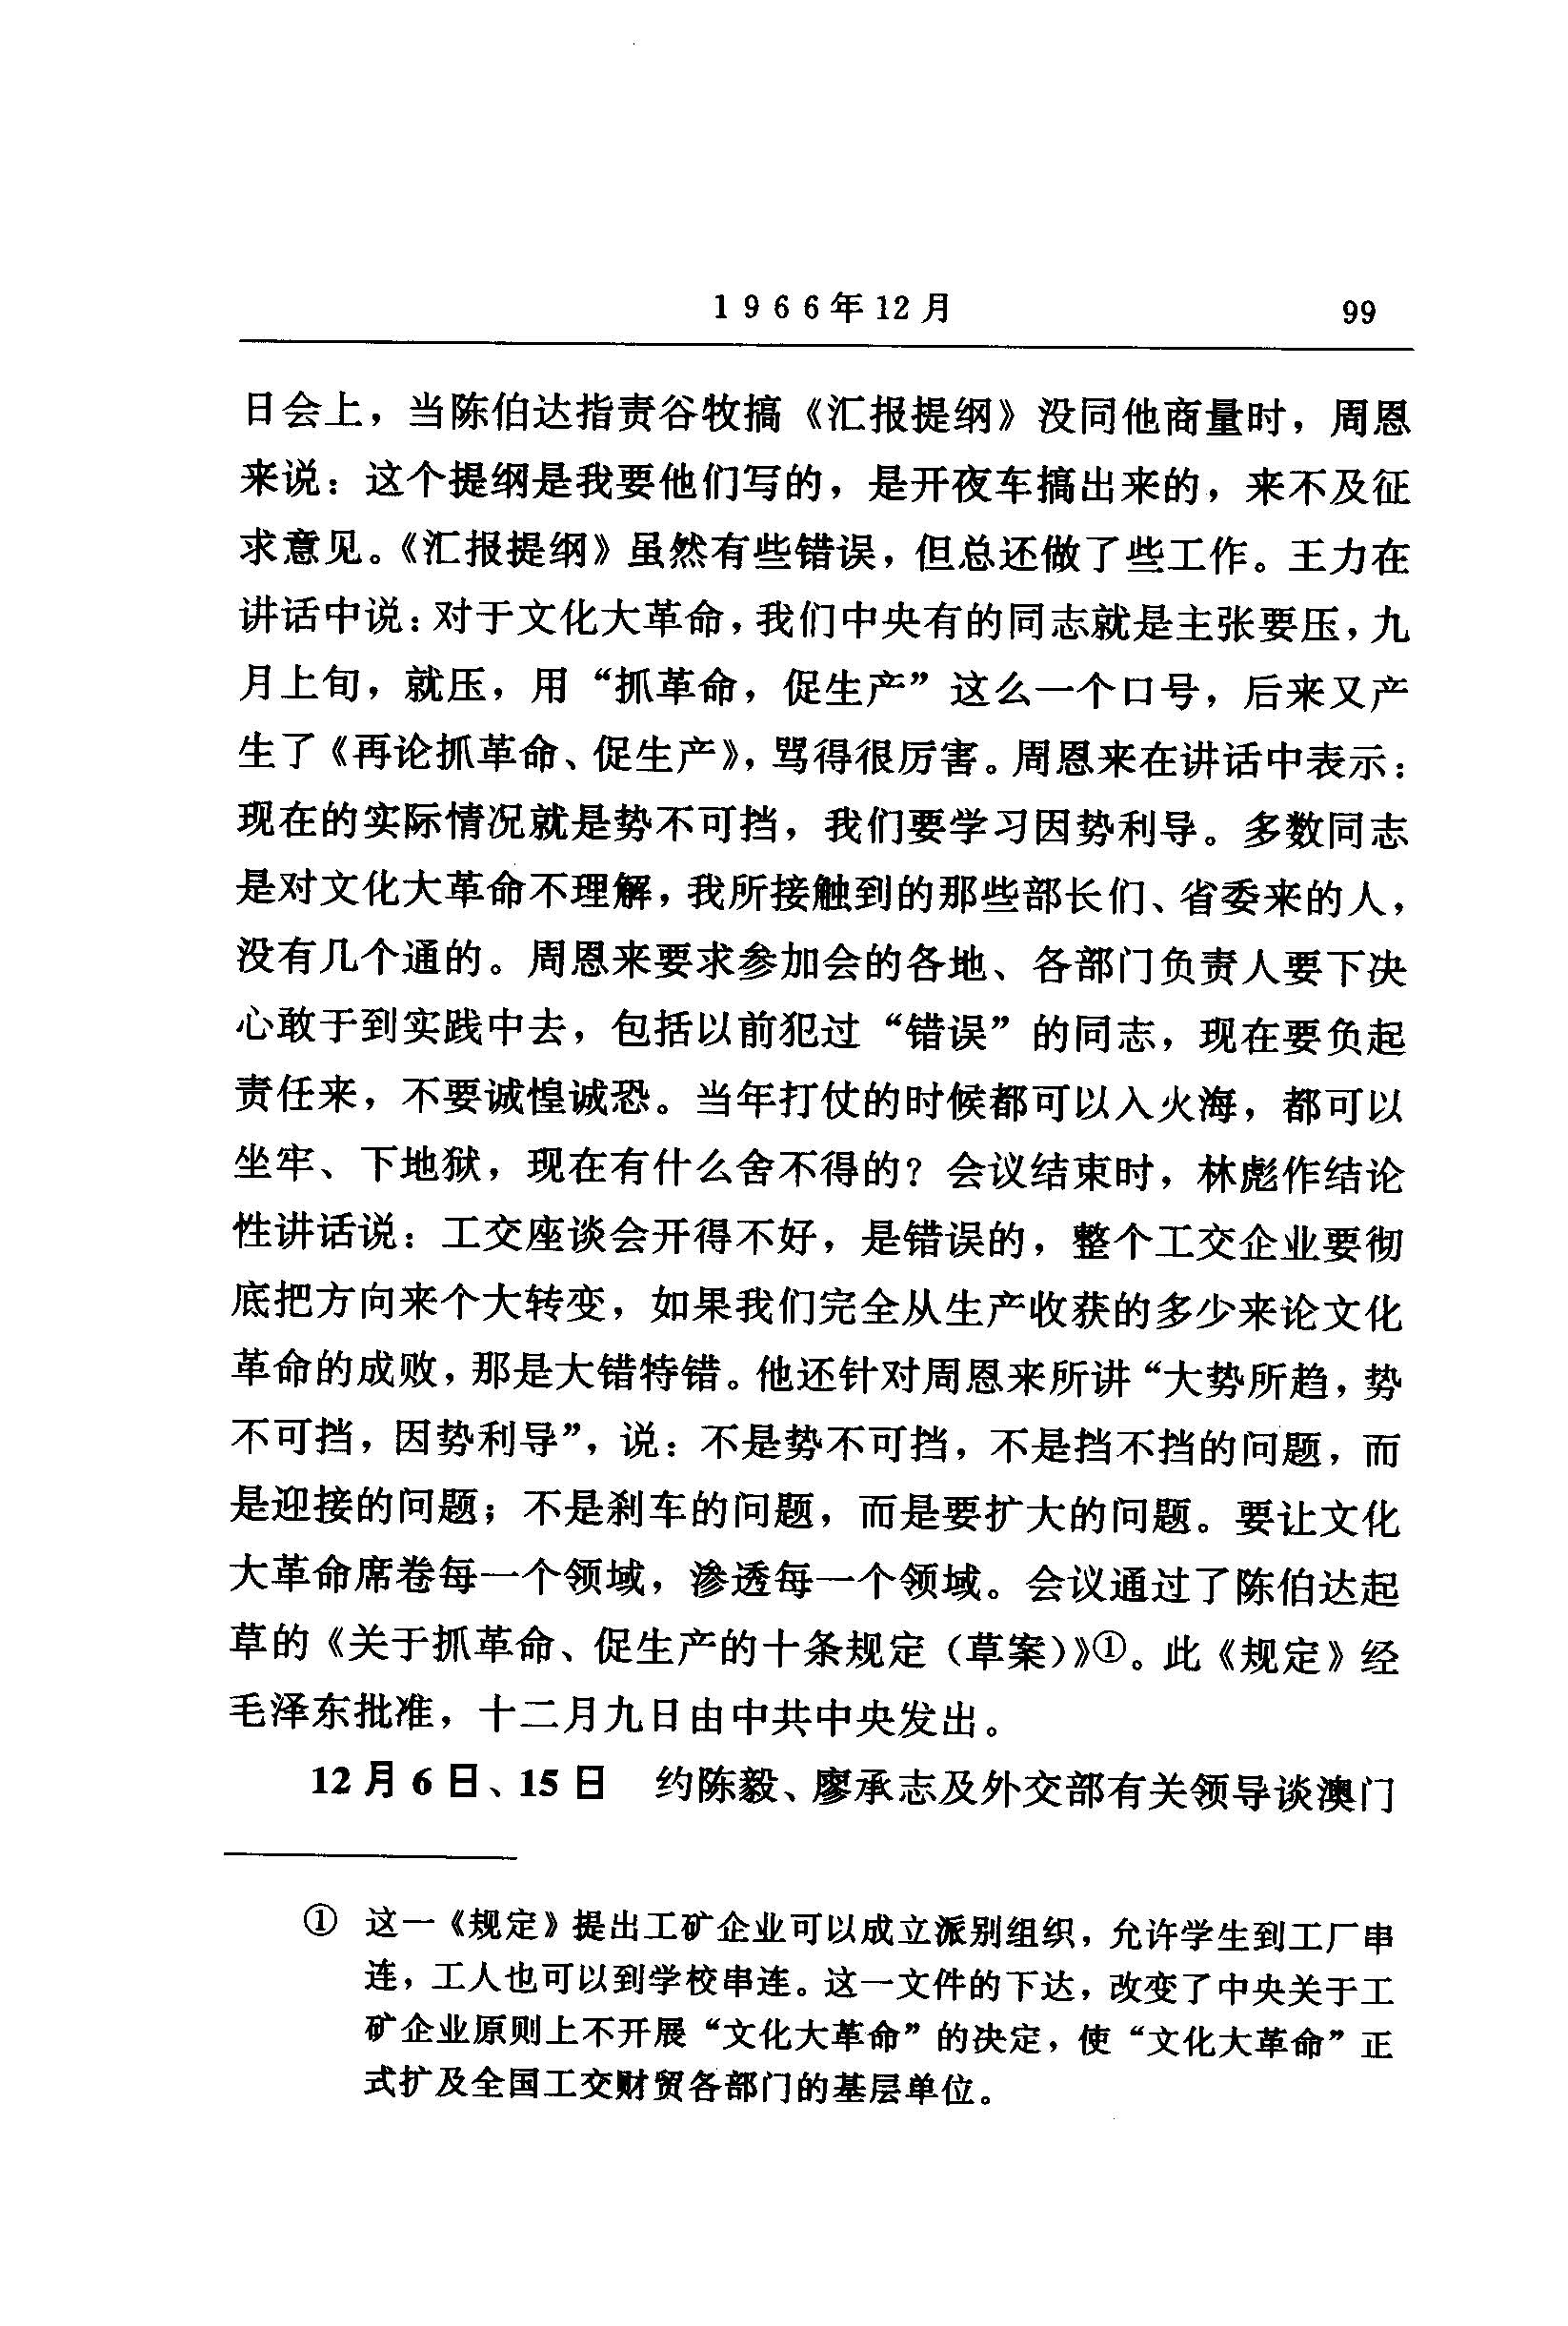 1966年12月 99
日会上，当陈伯达指责谷牧搞《汇报提纲》没同他商量时，周恩
来说：这个提纲是我要他们写的，是开夜车搞出来的，来不及征
求意见。《汇报提纲》虽然有些错误，但总还做了些工作。王力在
讲话中说：对于文化大革命，我们中央有的同志就是主张要压，九
月上旬，就压，用“抓革命，促生产”这么一个口号，后来又产
生了《再论抓革命、促生产》，骂得很厉害。周恩来在讲话中表示：
现在的实际情况就是势不可挡，我们要学习因势利导。多数同志
是对文化大革命不理解，我所接触到的那些部长们、省委来的人，
没有几个通的。周恩来要求参加会的各地、各部门负责人要下决
心敢于到实践中去，包括以前犯过“错误”的同志，现在要负起
责任来，不要诚惶诚恐。当年打仗的时候都可以入火海，都可以
坐牢、下地狱，现在有什么舍不得的？会议结束时，林彪作结论
性讲话说：工交座谈会开得不好，是错误的，整个工交企业要彻
底把方向来个大转变，如果我们完全从生产收获的多少来论文化
革命的成败，那是大错特错。他还针对周恩来所讲“大势所趋，势
不可挡，因势利导”，说：不是势不可挡，不是挡不挡的问题，而
是迎接的问题；不是刹车的问题，而是要扩大的问题。要让文化
大革命席卷每一个领域，渗透每一个领域。会议通过了陈伯达起
草的《关于抓革命、促生产的十条规定（草案）》①。此《规定》经
毛泽东批准，十二月九日由中共中央发出。
12月6日、15日 约陈毅、廖承志及外交部有关领导谈澳门
① 这一《规定》提出工矿企业可以成立派别组织，允许学生到工厂串
连，工人也可以到学校串连。这一文件的下达，改变了中央关于工
矿企业原则上不开展“文化大革命”的决定，使“文化大革命”正
式扩及全国工交财贸各部门的基层单位。